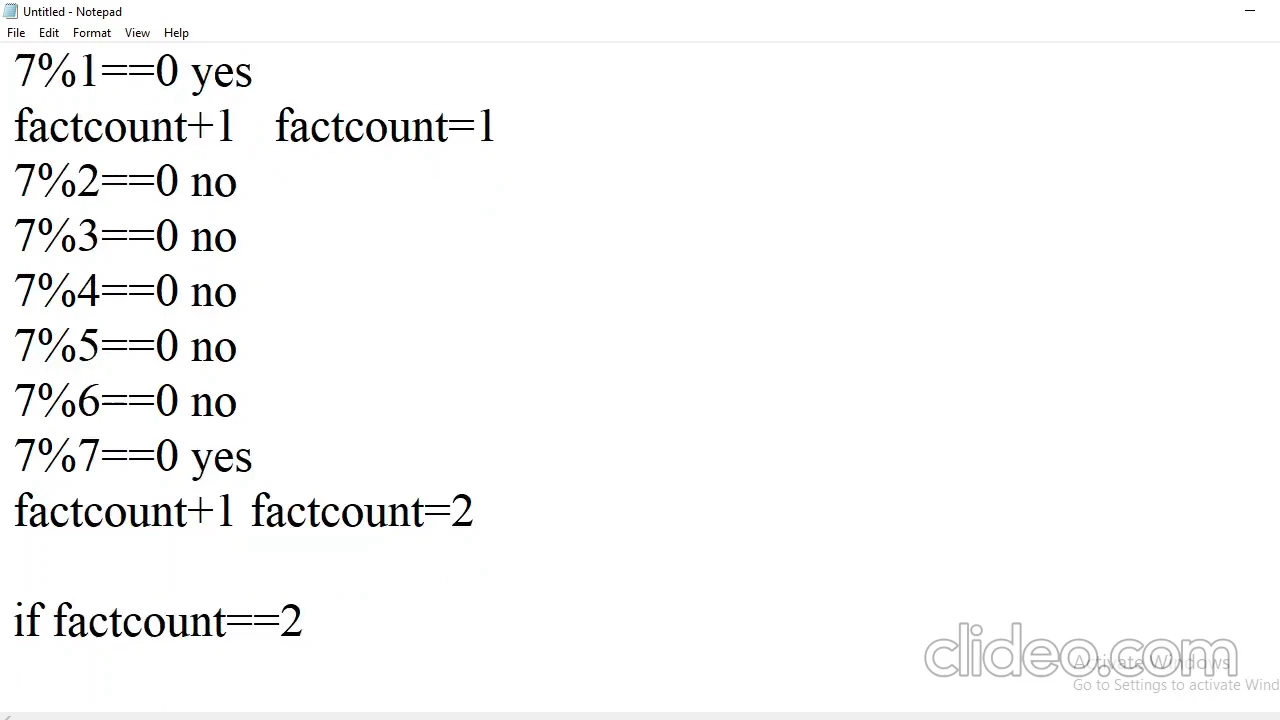 Untitled - Notepad
File Edit Format View Help
7%1==0 yes
factcount+1 factcount=1
7%2==0 no
7%3==0 no
7%4==0 no
7%5==0 no
7%6==0 no
7%7==0 yes
factcount+1 factcount=2
if factcount==2
clideo.com
Activate Windows
Go to Settings to activate Wind